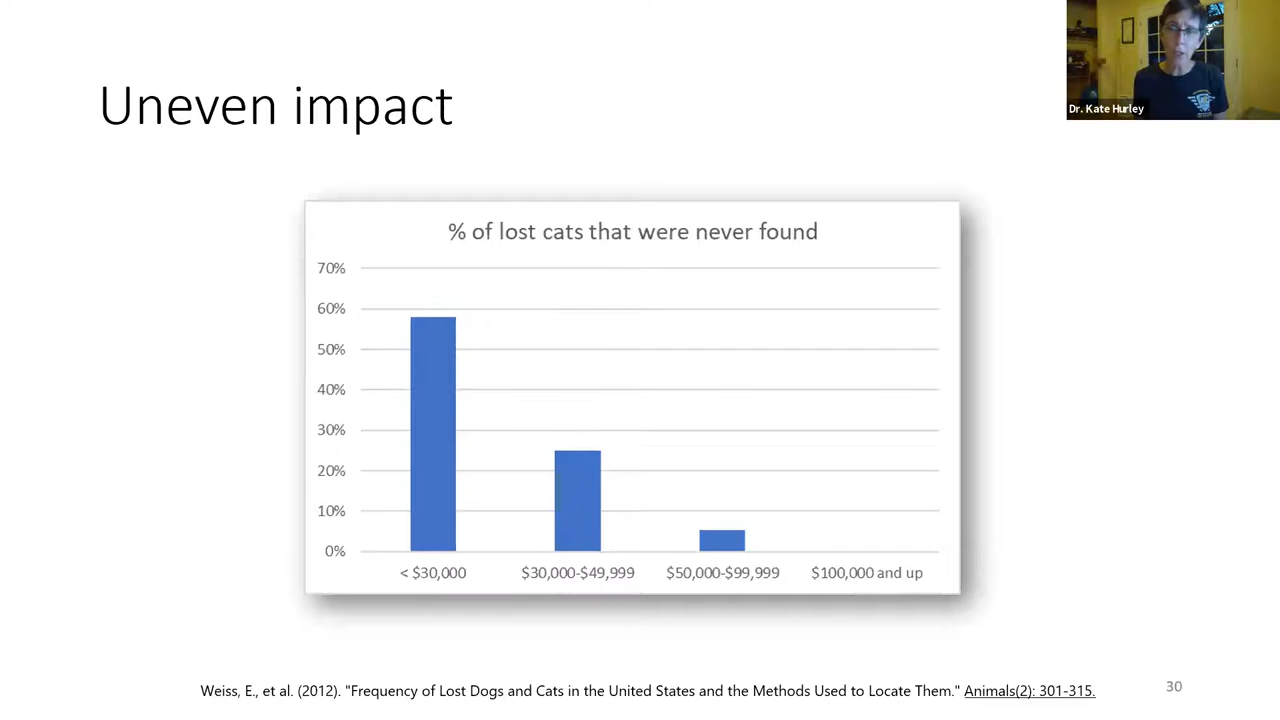 Dr. Kate Hurley
Uneven impact
% of lost cats that were never found
70%
60%
50%
40%
30%
20%
10%
0%
< $30,000 $30,000-$49,999 $50,000-$99,999 $100,000 and up
Weiss, E., et al. (2012). "Frequency of Lost Dogs and Cats in the United States and the Methods Used to Locate Them." Animals(2): 301-315.
30